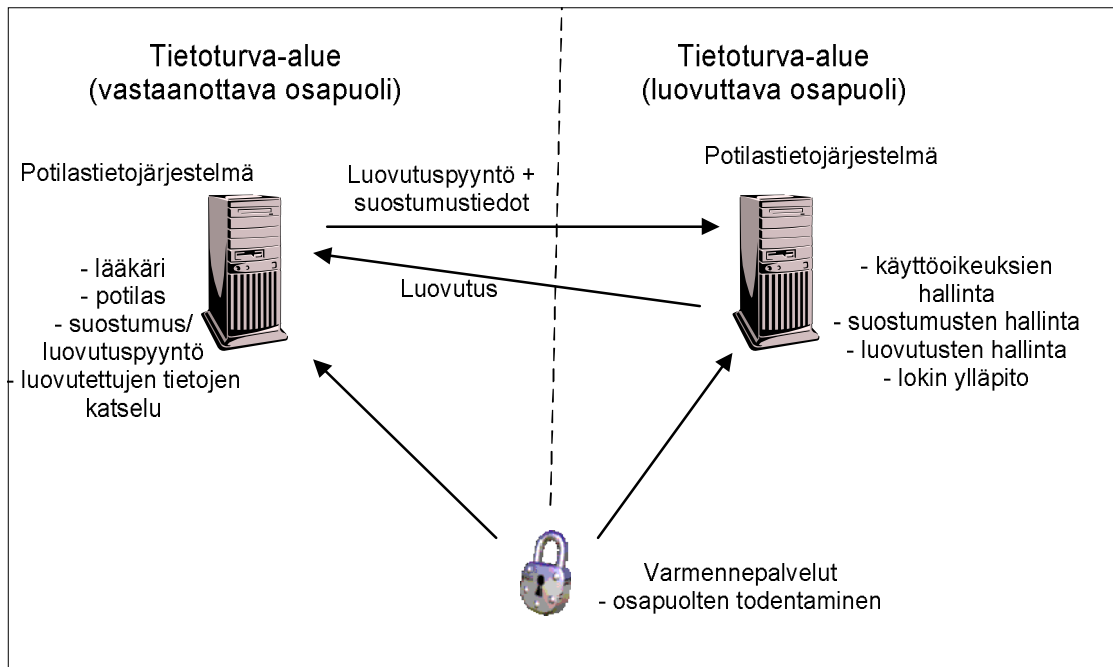 Tietoturva-alue
(vastaanottava osapuoli)
Tietoturva-alue
(luovuttava osapuoli)
Potilastietojärjestelmä
Luovutuspyyntö +
suostumustiedot
Potilastietojärjestelmä
- lääkäri
- potilas
- suostumus/
luovutuspyyntö
- luovutettujen tietojen
katselu
Luovutus
- käyttöoikeuksien
hallinta
- suostumusten hallinta
- luovutusten hallinta
- lokin ylläpito
Varmennepalvelut
- osapuolten todentaminen